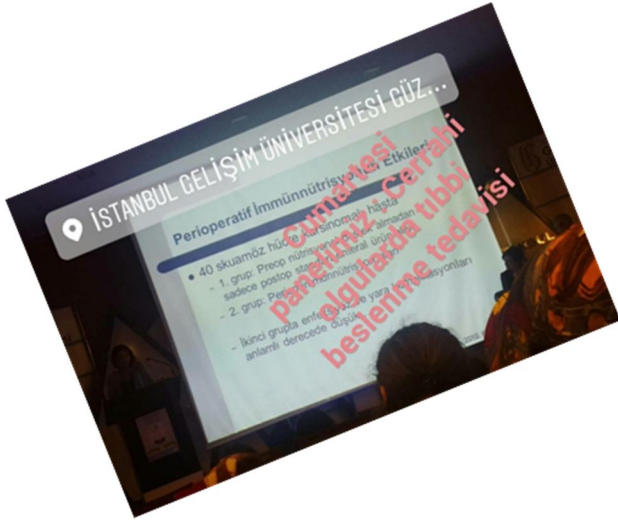 İSTANBUL GELİŞİM ÜNİVERSİTESİ GÜZ...
Perioperatif İmmünnütrisyonun Etkileri
• 40 skuamöz hücreli karsinomalı hasta
- 1. grup: Preop nütrisyonel almadan
sadece postop standart enteral ürün
- 2. grup:
- İkinci grupta enfeksiyöz ve yara komplikasyonları
anlamlı derecede düşük
Cumartesi
panelimiz ; Cerrahi
olgularda tıbbi
beslenme tedavisi